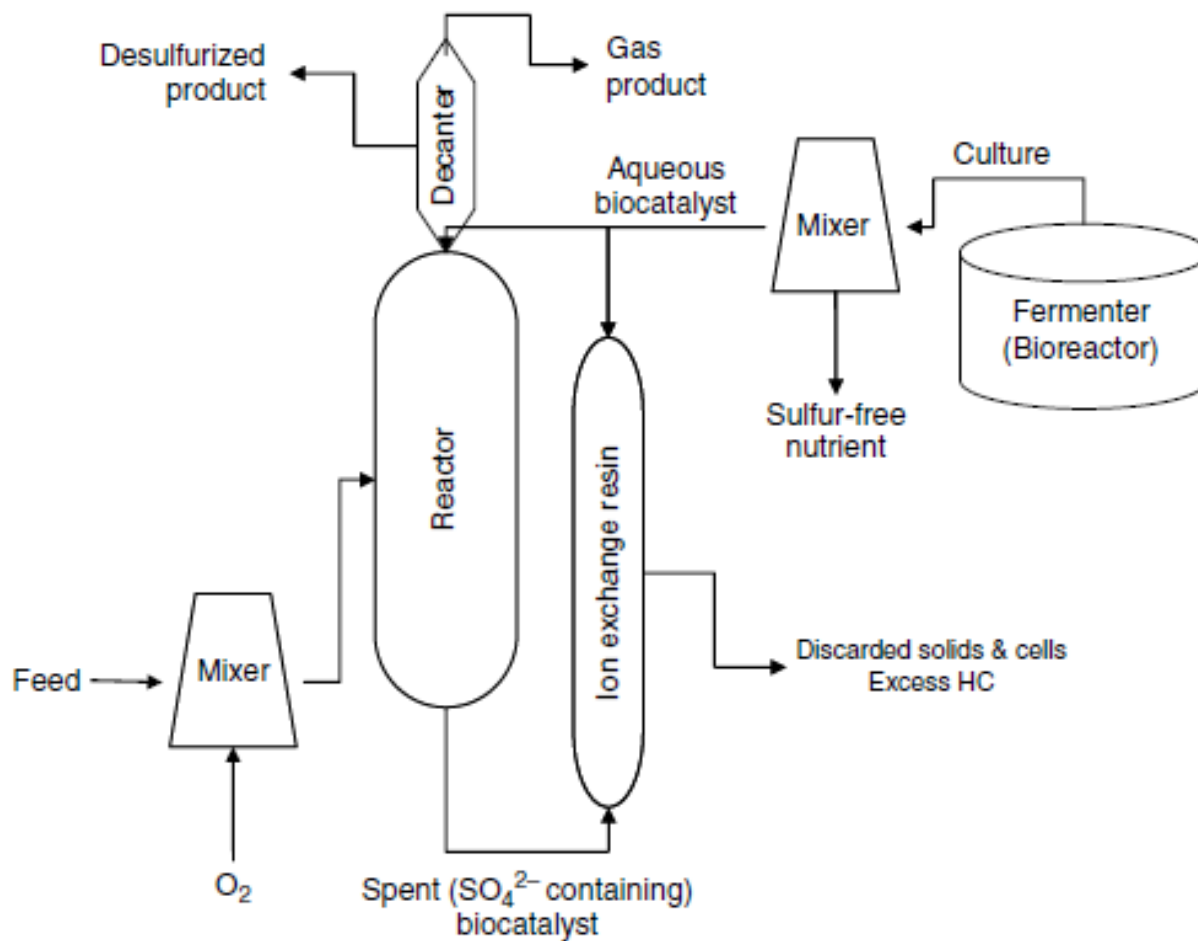 Desulfurized
product
Gas
product
Decanter
Aqueous
biocatalyst
Mixer
Culture
Fermenter
(Bioreactor)
Sulfur-free
nutrient
Reactor
Ion exchange resin
Feed
Mixer
O₂
Discarded solids & cells
Excess HC
Spent (SO₄²⁻ containing)
biocatalyst